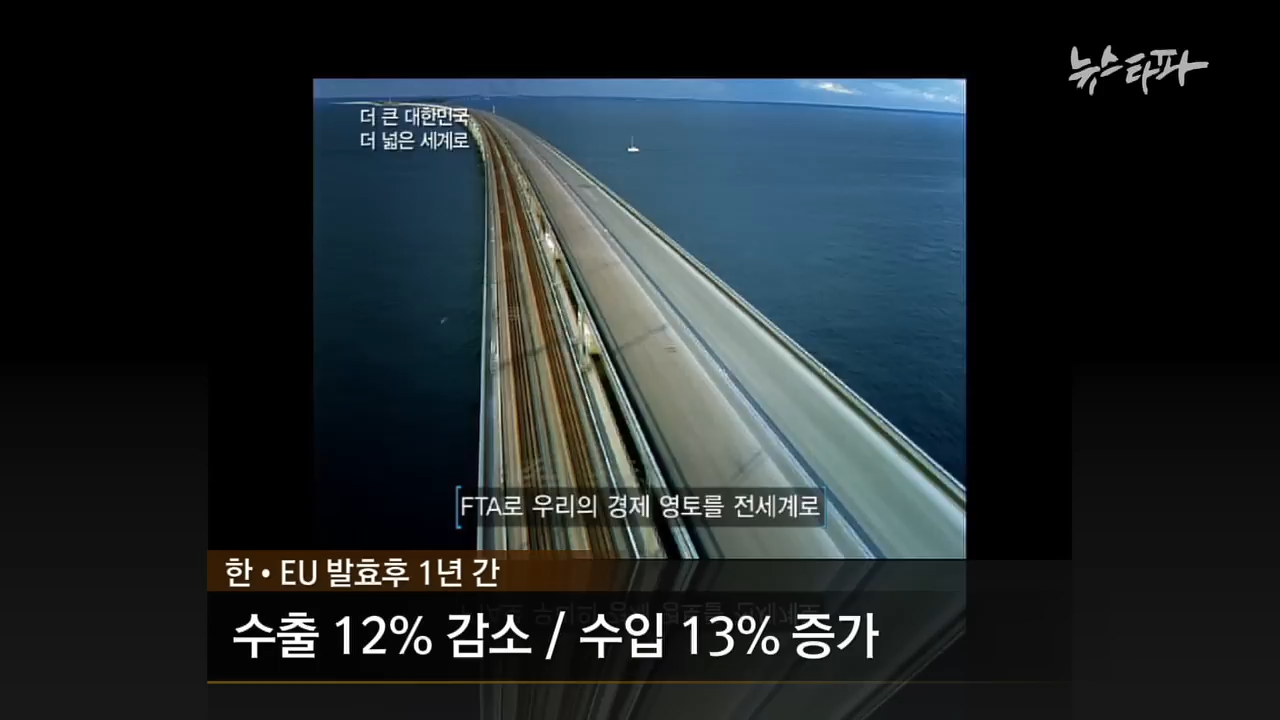 뉴스타파
더 큰 대한민국
더 넓은 세계로
FTA로 우리의 경제 영토를 전세계로
한·EU 발효후 1년 간
수출 12% 감소 / 수입 13% 증가